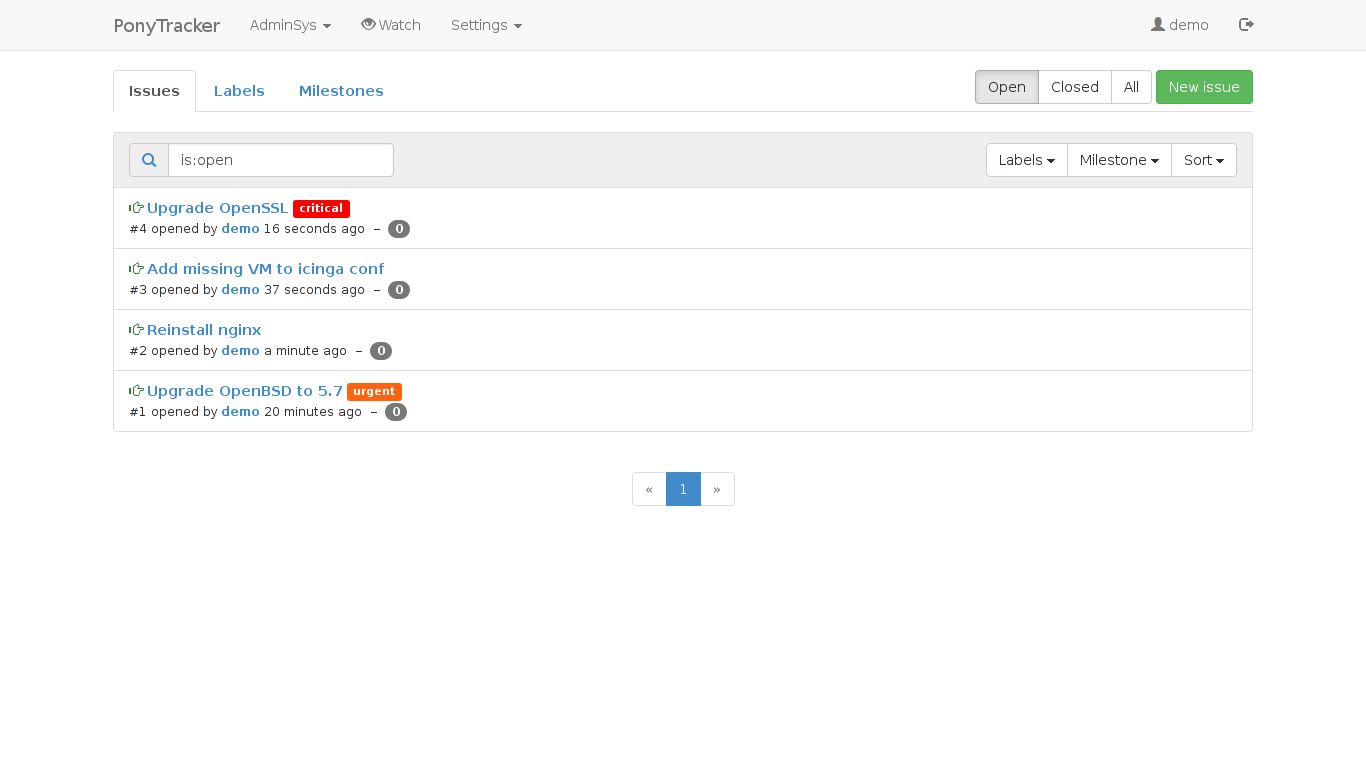 PonyTracker AdminSys Watch Settings demo
Issues Labels Milestones Open Closed All New issue
is:open Labels Milestone Sort
Upgrade OpenSSL critical
#4 opened by demo 16 seconds ago – 0
Add missing VM to icinga conf
#3 opened by demo 37 seconds ago – 0
Reinstall nginx
#2 opened by demo a minute ago – 0
Upgrade OpenBSD to 5.7 urgent
#1 opened by demo 20 minutes ago – 0
« 1 »